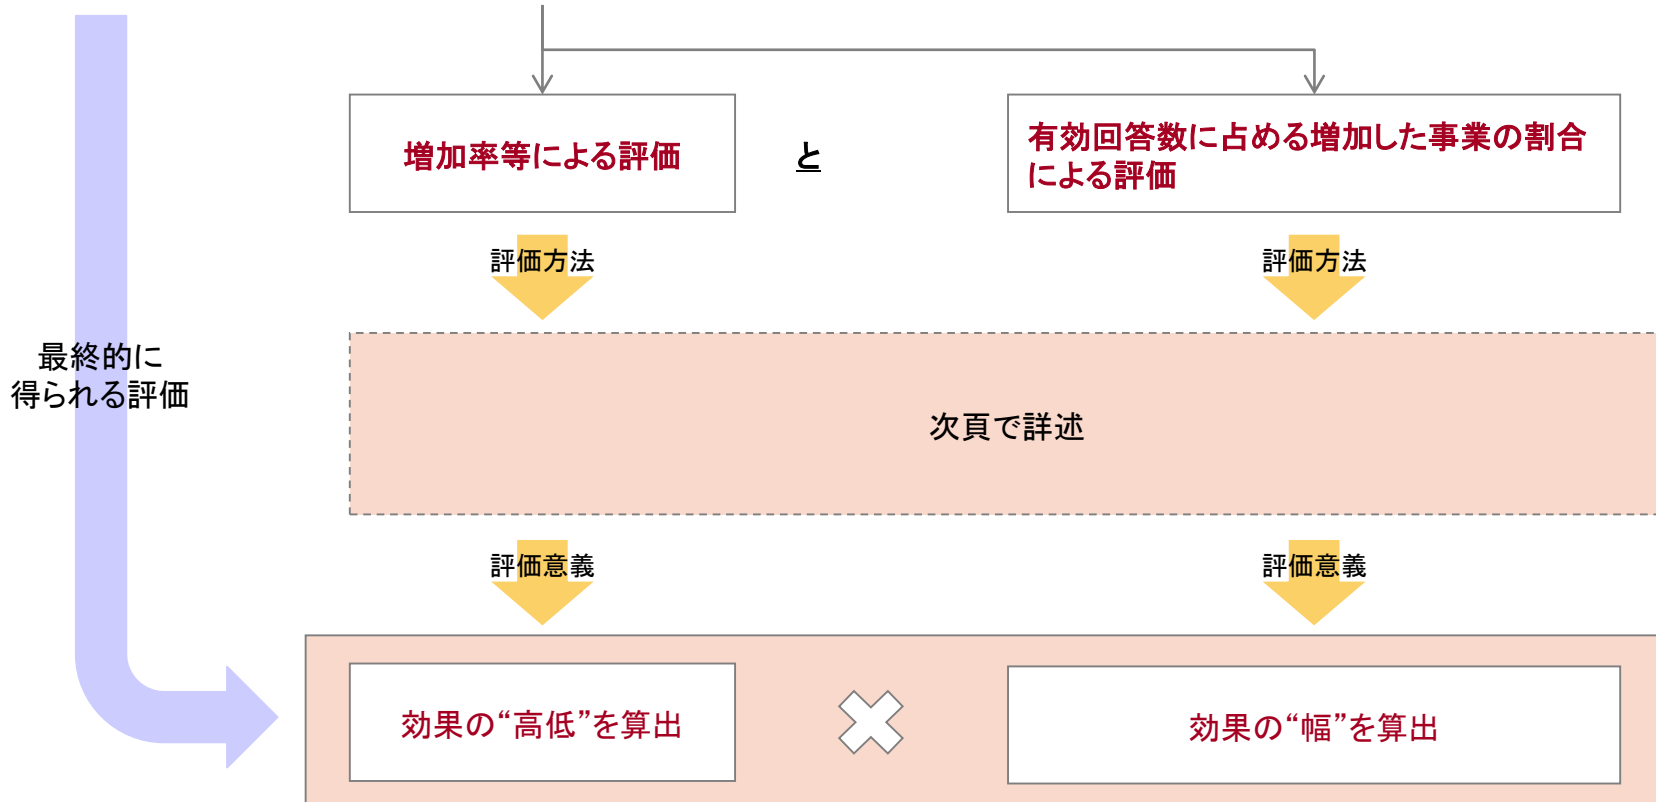 増加率等による評価
と
有効回答数に占める増加した事業の割合
による評価
評価方法
評価方法
最終的に
得られる評価
次頁で詳述
評価意義
評価意義
効果の“高低”を算出
効果の“幅”を算出